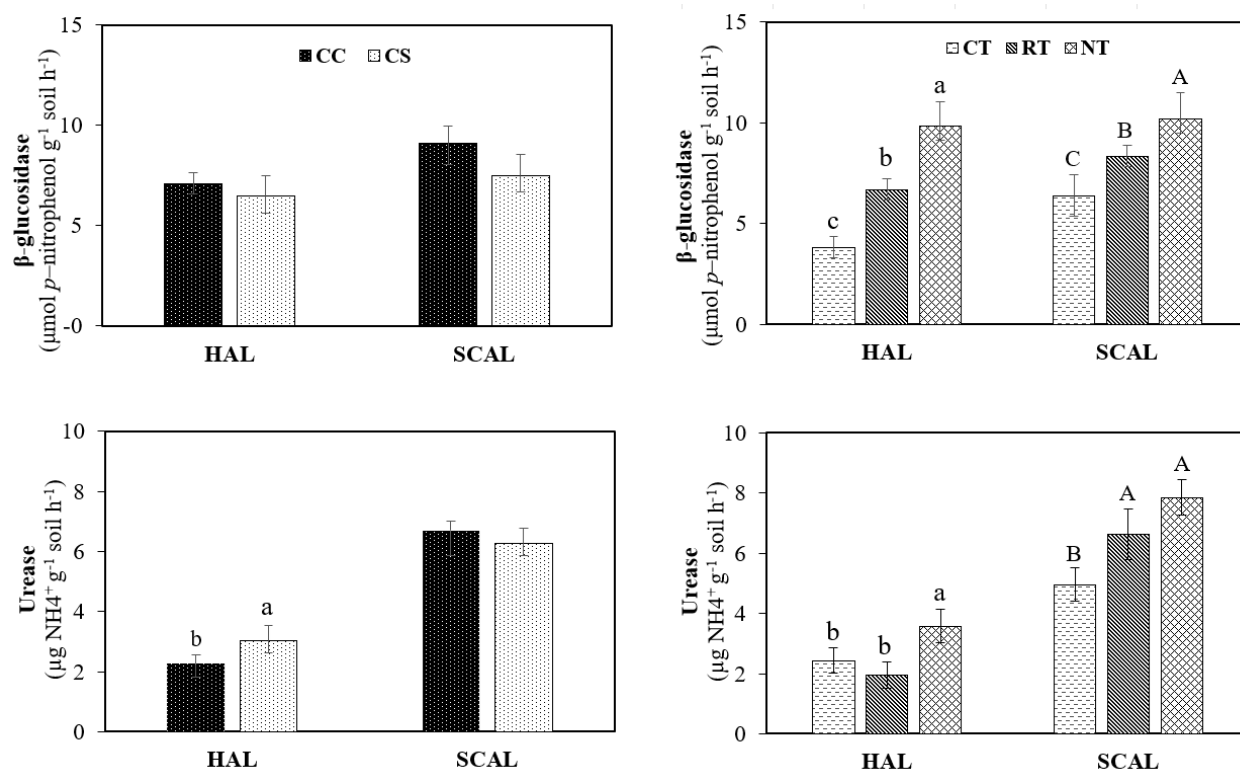 β-glucosidase
(μmol p–nitrophenol g⁻¹ soil h⁻¹)
15
10
5
-0
CC CS
HAL SCAL
β-glucosidase
(μmol p–nitrophenol g⁻¹ soil h⁻¹)
15
10
5
0
CT RT NT
c b a C B A
HAL SCAL
Urease
(μg NH4⁺ g⁻¹ soil h⁻¹)
10
8
6
4
2
0
b a
HAL SCAL
Urease
(μg NH4⁺ g⁻¹ soil h⁻¹)
10
8
6
4
2
0
b b a B A A
HAL SCAL